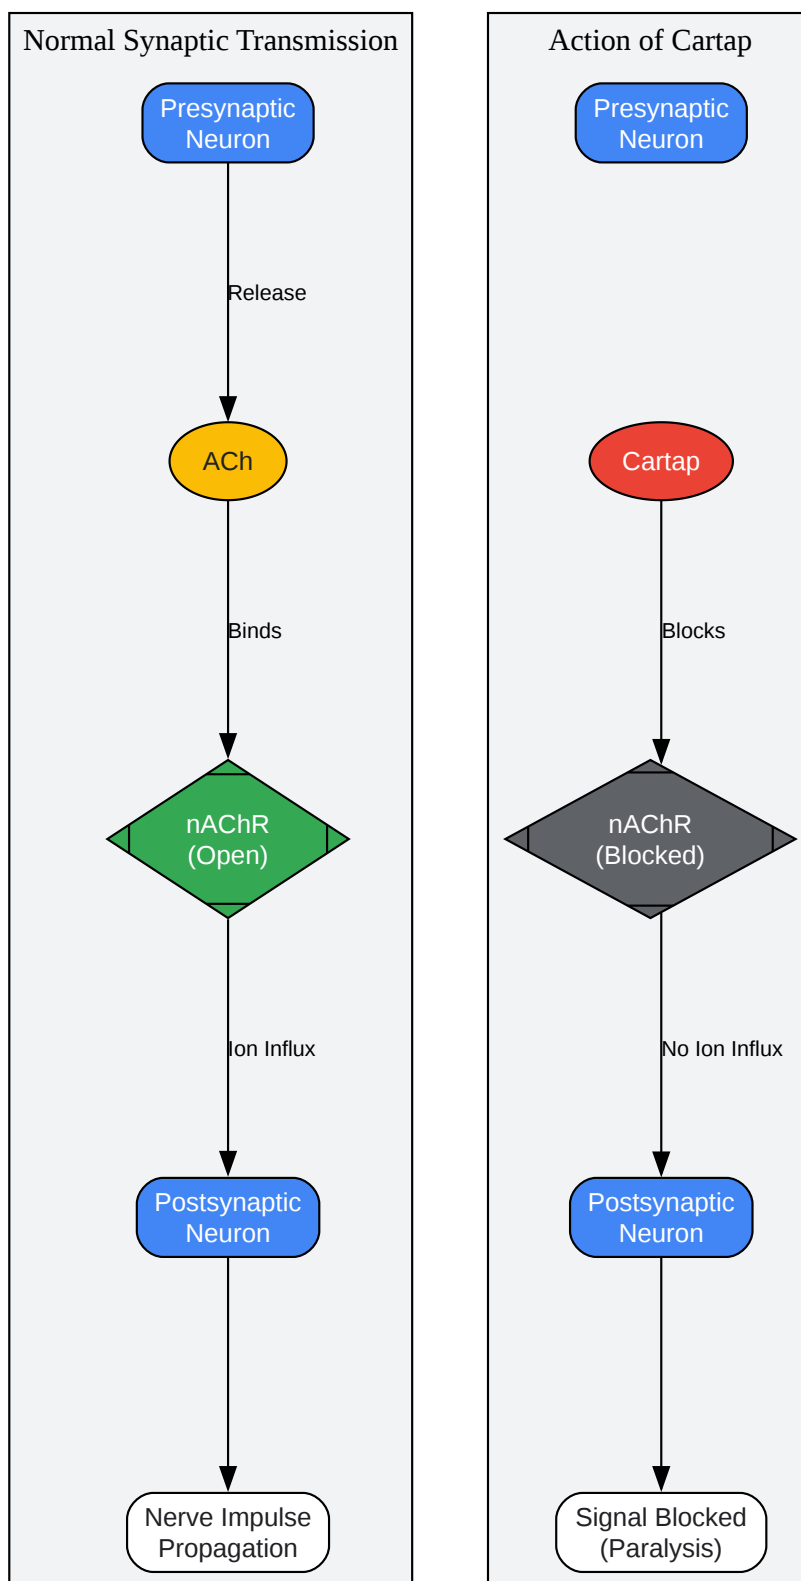 Normal Synaptic Transmission
Presynaptic
Neuron
Release
ACh
Binds
nAChR
(Open)
Ion Influx
Postsynaptic
Neuron
Nerve Impulse
Propagation
Action of Cartap
Presynaptic
Neuron
Cartap
Blocks
nAChR
(Blocked)
No Ion Influx
Postsynaptic
Neuron
Signal Blocked
(Paralysis)